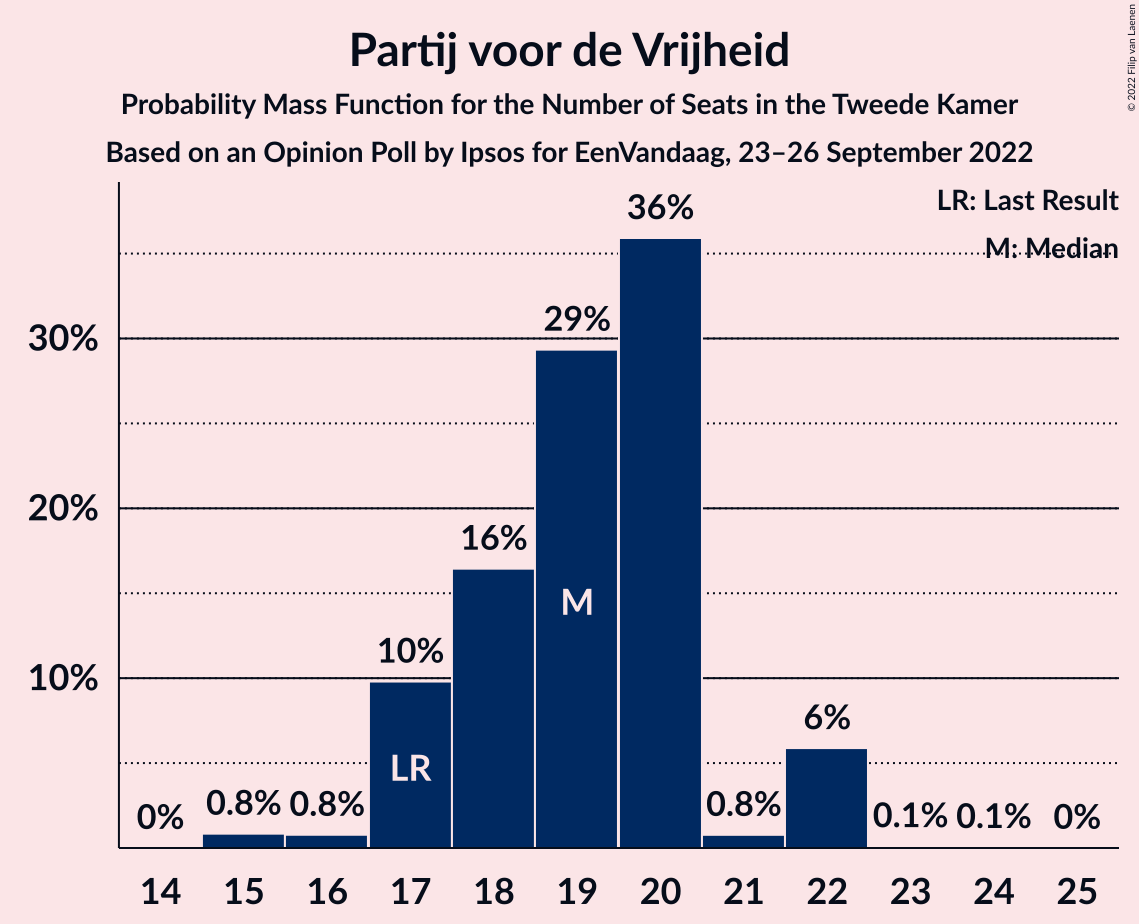 Partij voor de Vrijheid
Probability Mass Function for the Number of Seats in the Tweede Kamer
Based on an Opinion Poll by Ipsos for EenVandaag, 23–26 September 2022
© 2022 Filip van Laenen
LR: Last Result
M: Median
36%
29%
30%
20%
16%
M
10%
10%
LR
6%
0%
0.8%
0.8%
0.8%
0.1%
0.1%
0%
14 15 16 17 18 19 20 21 22 23 24 25